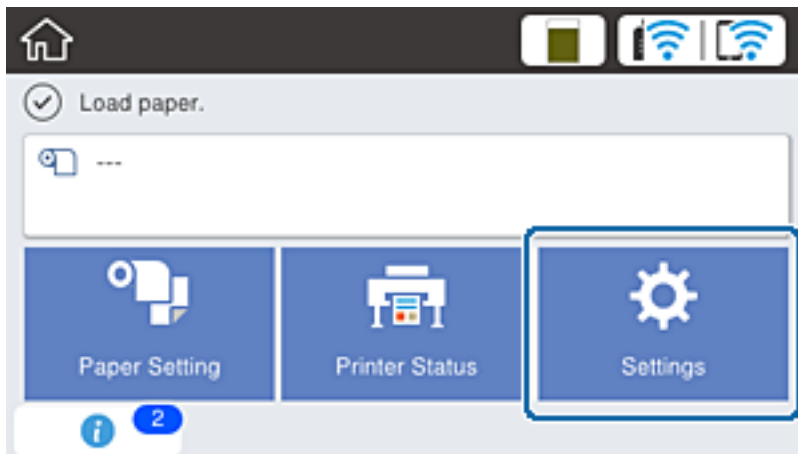 Load paper.
---
Paper Setting
Printer Status
Settings
i
2